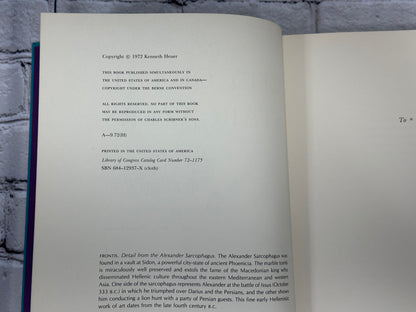 Copyright © 1972 Kenneth Heuer
THIS BOOK PUBLISHED SIMULTANEOUSLY IN
THE UNITED STATES OF AMERICA AND IN CANADA—
COPYRIGHT UNDER THE BERNE CONVENTION
ALL RIGHTS RESERVED. NO PART OF THIS BOOK
MAY BE REPRODUCED IN ANY FORM WITHOUT
THE PERMISSION OF CHARLES SCRIBNER'S SONS.
A—9.72(H)
PRINTED IN THE UNITED STATES OF AMERICA
Library of Congress Catalog Card Number 72-1175
SBN 684-12937-X (cloth)
To
FRONTIS. Detail from the Alexander Sarcophagus. The Alexander Sarcophagus was
found in a vault at Sidon, a powerful city-state of ancient Phoenicia. The marble tomb
is miraculously well preserved and extols the fame of the Macedonian king who
disseminated Hellenic culture throughout the eastern Mediterranean and western
Asia. One side of the sarcophagus represents Alexander at the battle of Issus (October
333 B.C.) in which he triumphed over Darius and the Persians, and the other shows
him conducting a lion hunt with a party of Persian guests. This fine early Hellenistic
work of art dates from the late fourth century B.C.